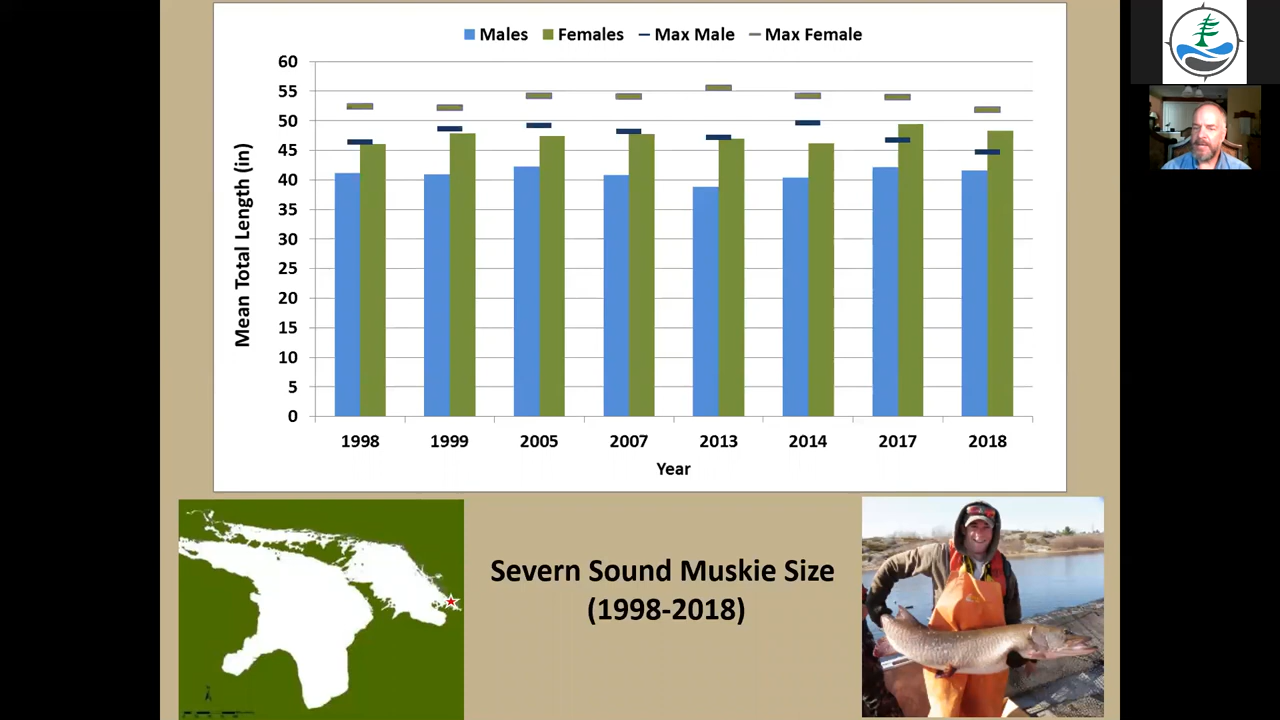 Males Females Max Male Max Female
60
55
50
45
40
35
30
25
20
15
10
5
0
Mean Total Length (in)
1998 1999 2005 2007 2013 2014 2017 2018
Year
Severn Sound Muskie Size
(1998-2018)